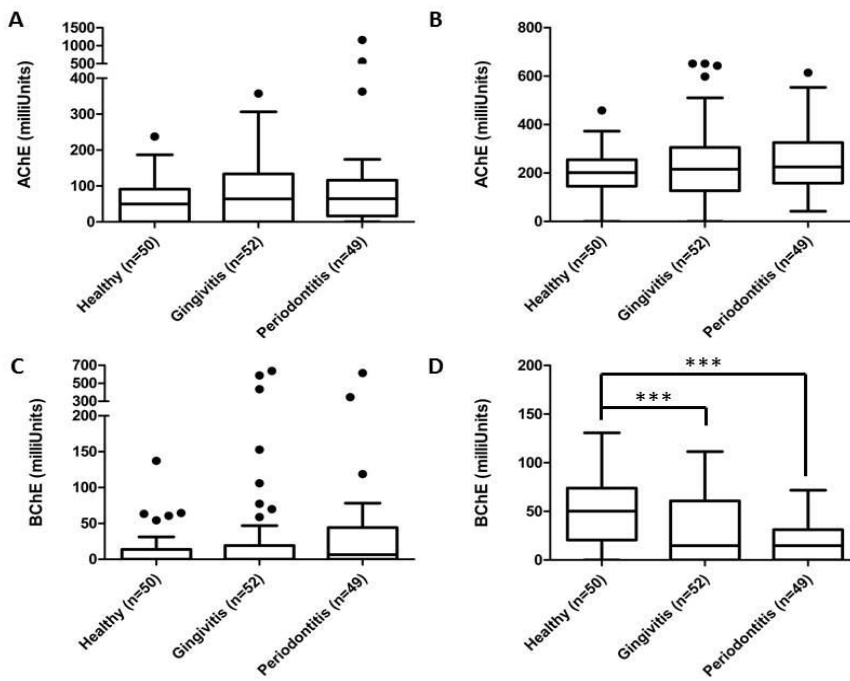 A
AChE (milliUnits)
1500
1000
500
400
300
200
100
0
Healthy (n=50)
Gingivitis (n=52)
Periodontitis (n=49)
B
AChE (milliUnits)
800
600
400
200
0
Healthy (n=50)
Gingivitis (n=52)
Periodontitis (n=49)
C
BChE (milliUnits)
700
500
300
200
150
100
50
0
Healthy (n=50)
Gingivitis (n=52)
Periodontitis (n=49)
D
BChE (milliUnits)
200
150
100
50
0
***
***
Healthy (n=50)
Gingivitis (n=52)
Periodontitis (n=49)